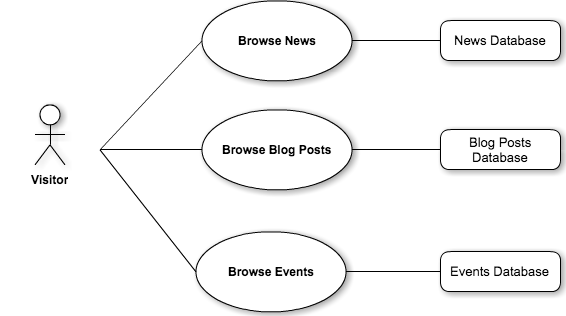 Browse News
News Database
Browse Blog Posts
Blog Posts
Database
Visitor
Browse Events
Events Database